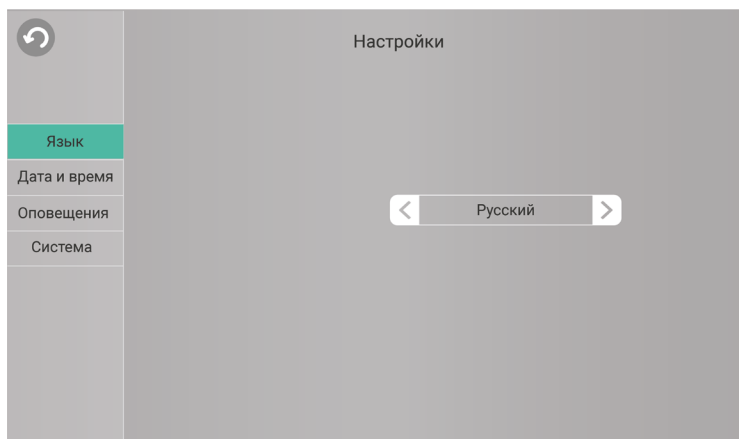 Настройки
Язык
Дата и время
Оповещения
Система
Русский